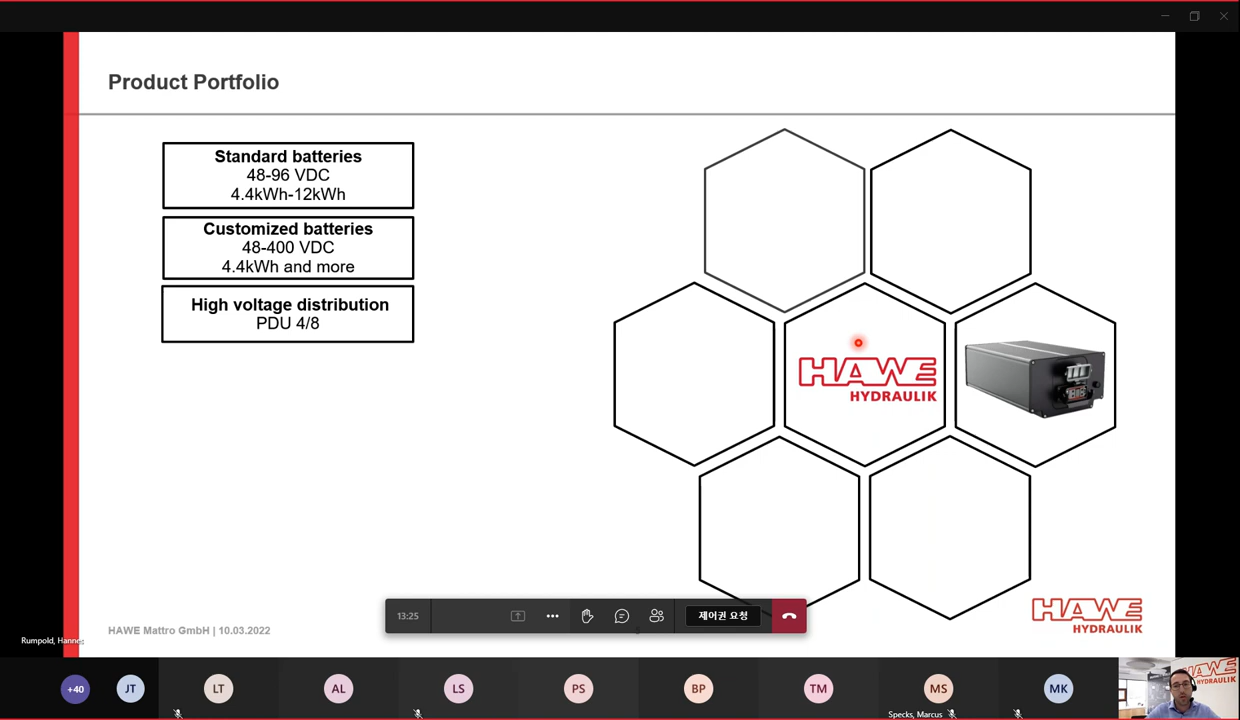 Product Portfolio
Standard batteries
48-96 VDC
4.4kWh-12kWh
Customized batteries
48-400 VDC
4.4kWh and more
High voltage distribution
PDU 4/8
HAWE
HYDRAULIK
13:25
제어권 요청
HAWE Mattro GmbH | 10.03.2022
HAWE
HYDRAULIK
Rumpold, Hannes
+40
JT
LT
AL
LS
PS
BP
TM
MS
Specks, Marcus
MK
HAWE
HYDRAULIK